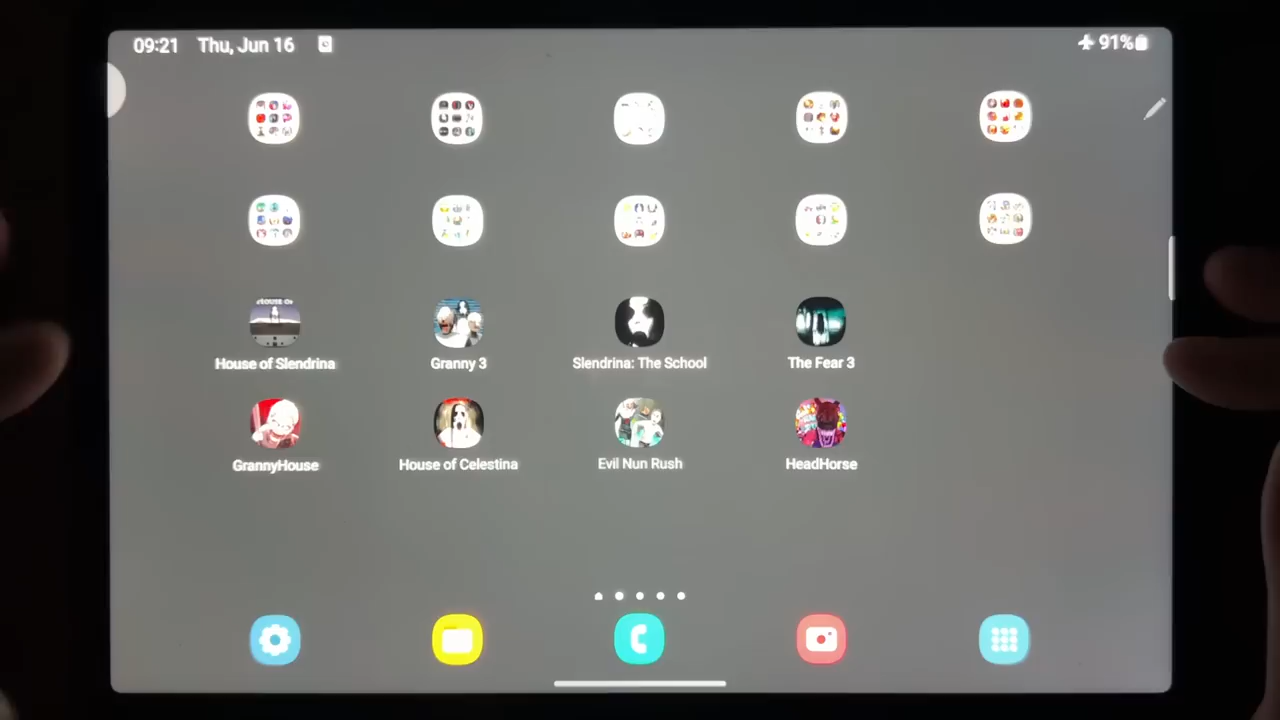 09:21 Thu, Jun 16
91%
House of Slendrina
Granny 3
Slendrina: The School
The Fear 3
GrannyHouse
House of Celestina
Evil Nun Rush
HeadHorse